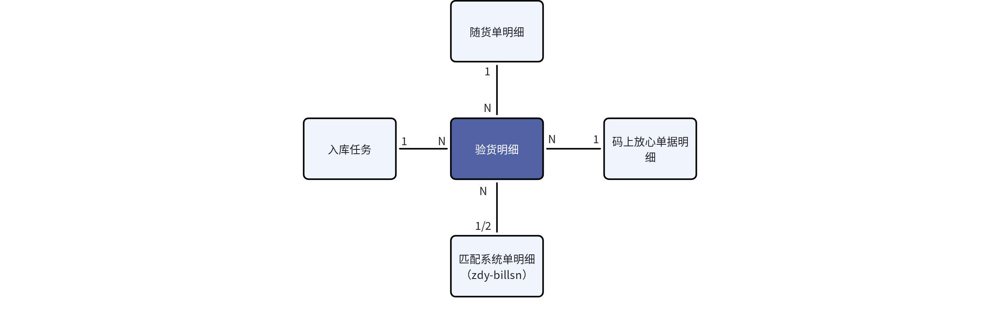 随货单明细
1
N
入库任务
1
N
验货明细
N
1
码上放心单据明
细
N
1/2
匹配系统单明细
（zdy-billsn）